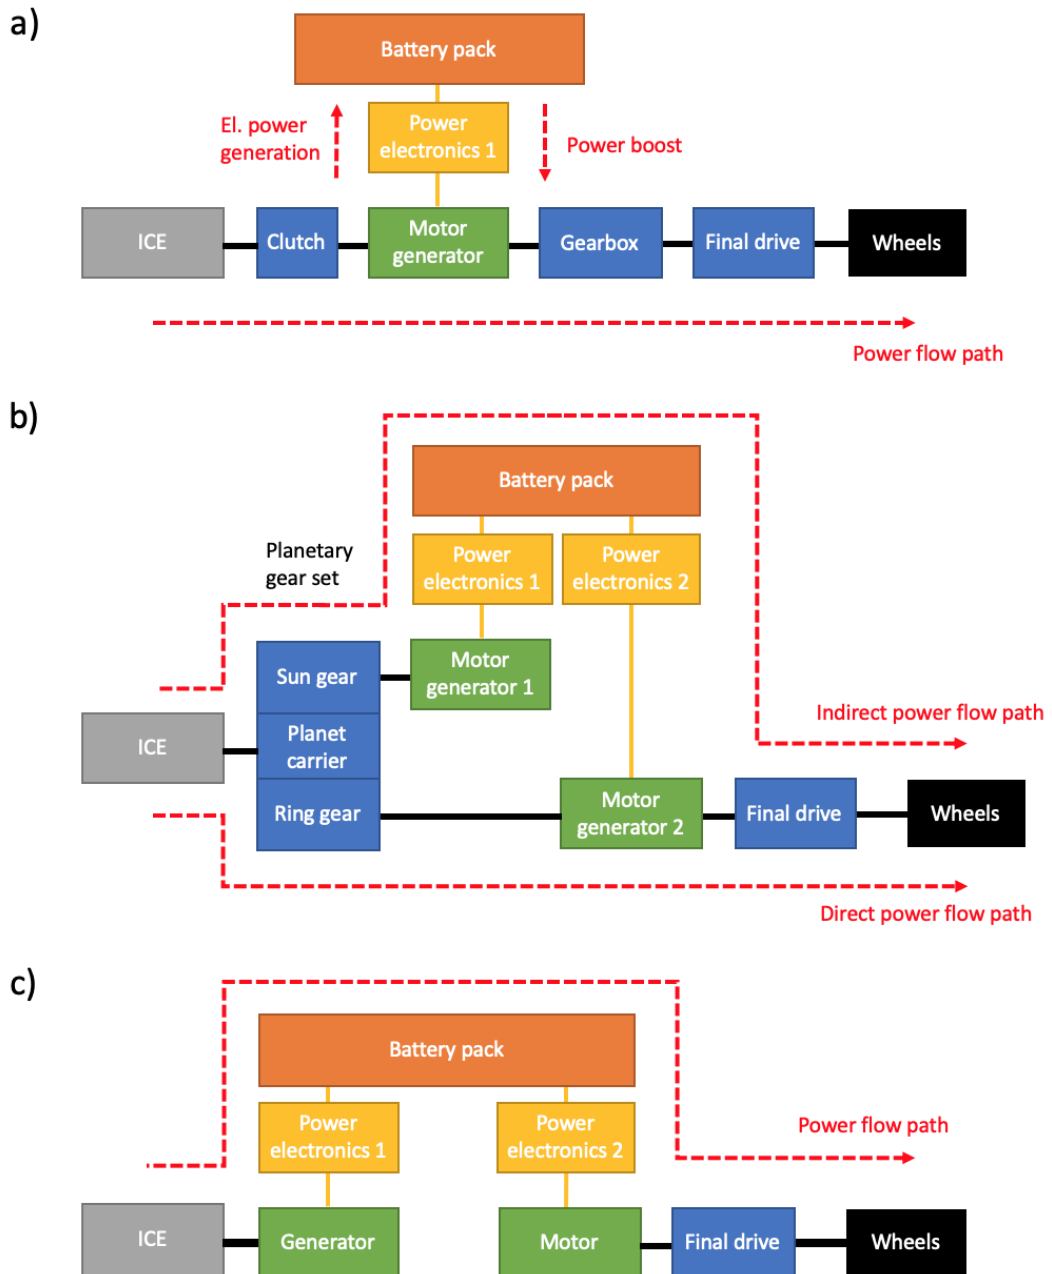 a)
Battery pack
El. power
generation
Power
electronics 1
Power boost
ICE
Clutch
Motor
generator
Gearbox
Final drive
Wheels
Power flow path
b)
Battery pack
Planetary
gear set
Power
electronics 1
Power
electronics 2
Sun gear
Motor
generator 1
Indirect power flow path
ICE
Planet
carrier
Ring gear
Motor
generator 2
Final drive
Wheels
Direct power flow path
c)
Battery pack
Power
electronics 1
Power
electronics 2
Power flow path
ICE
Generator
Motor
Final drive
Wheels